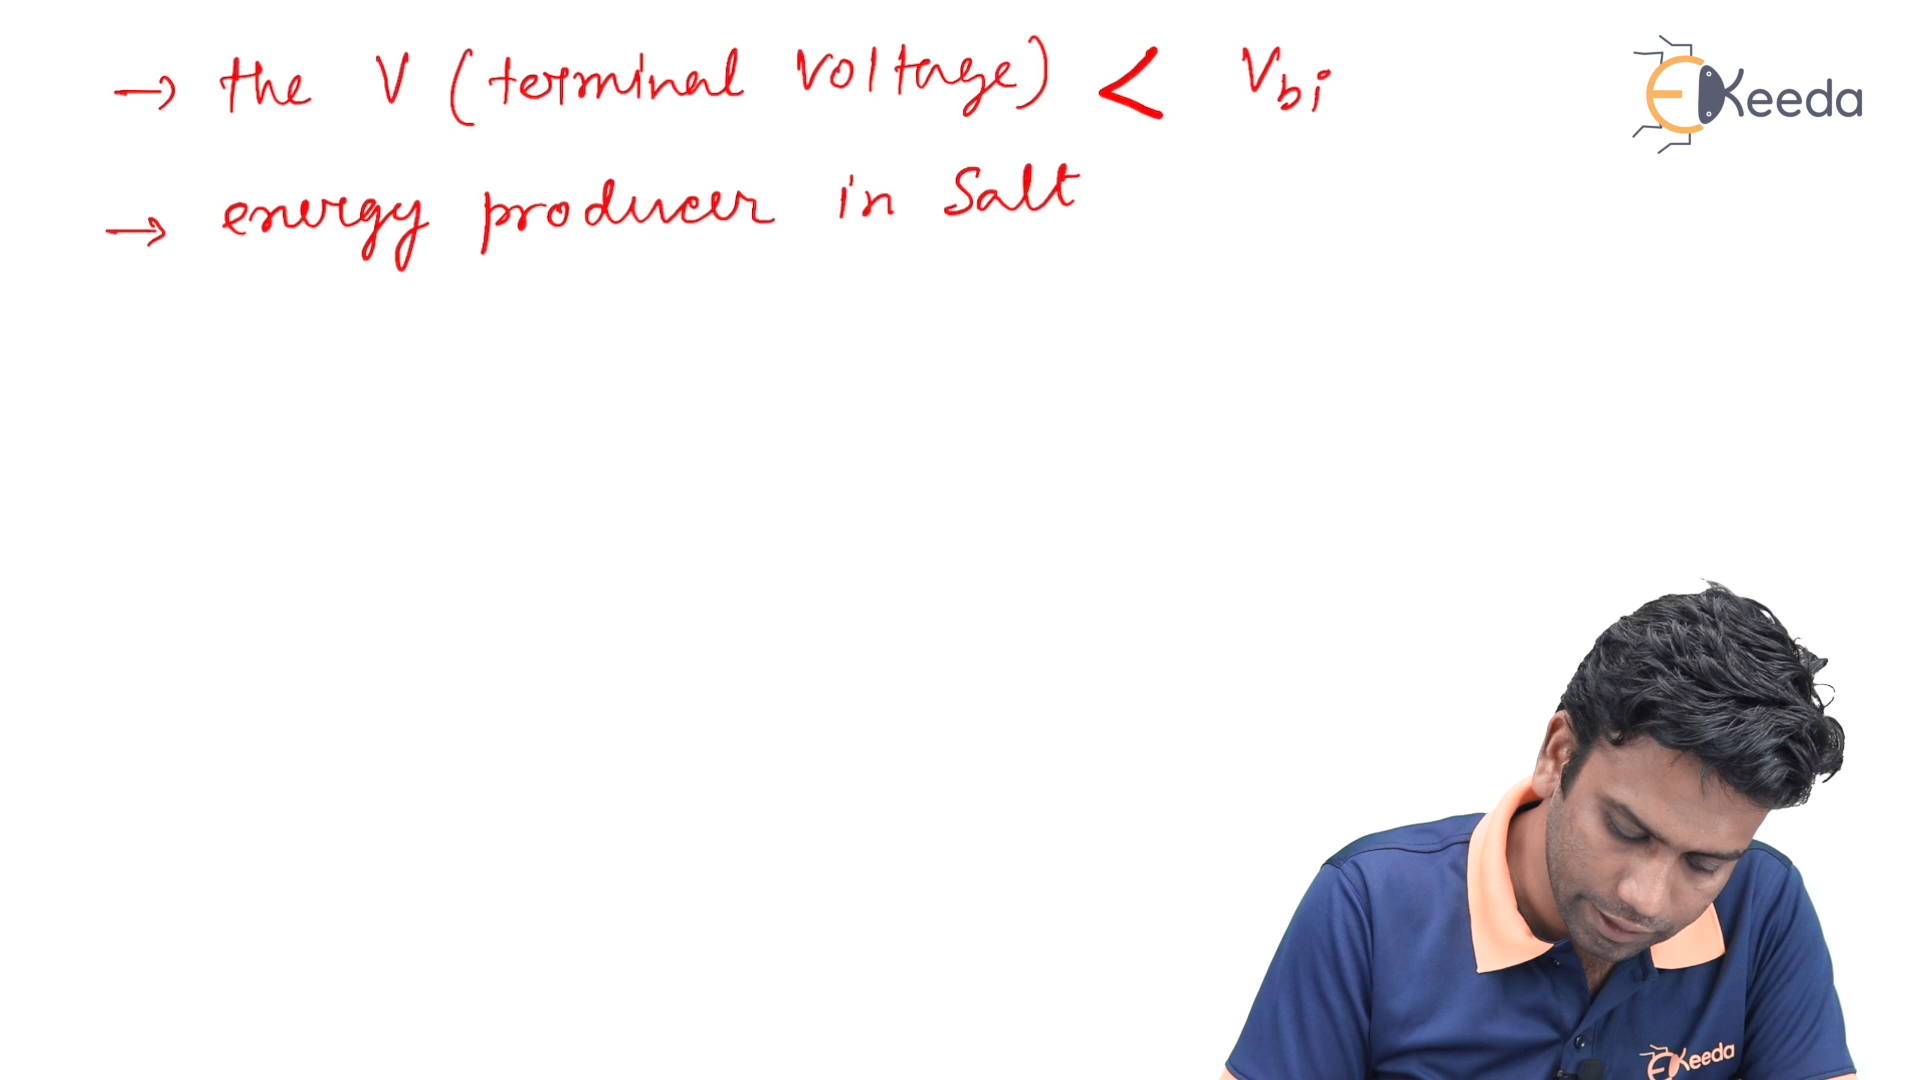 → the V (terminal voltage) < Vbi
→ energy producer in Salt
EKeeda
EKeeda